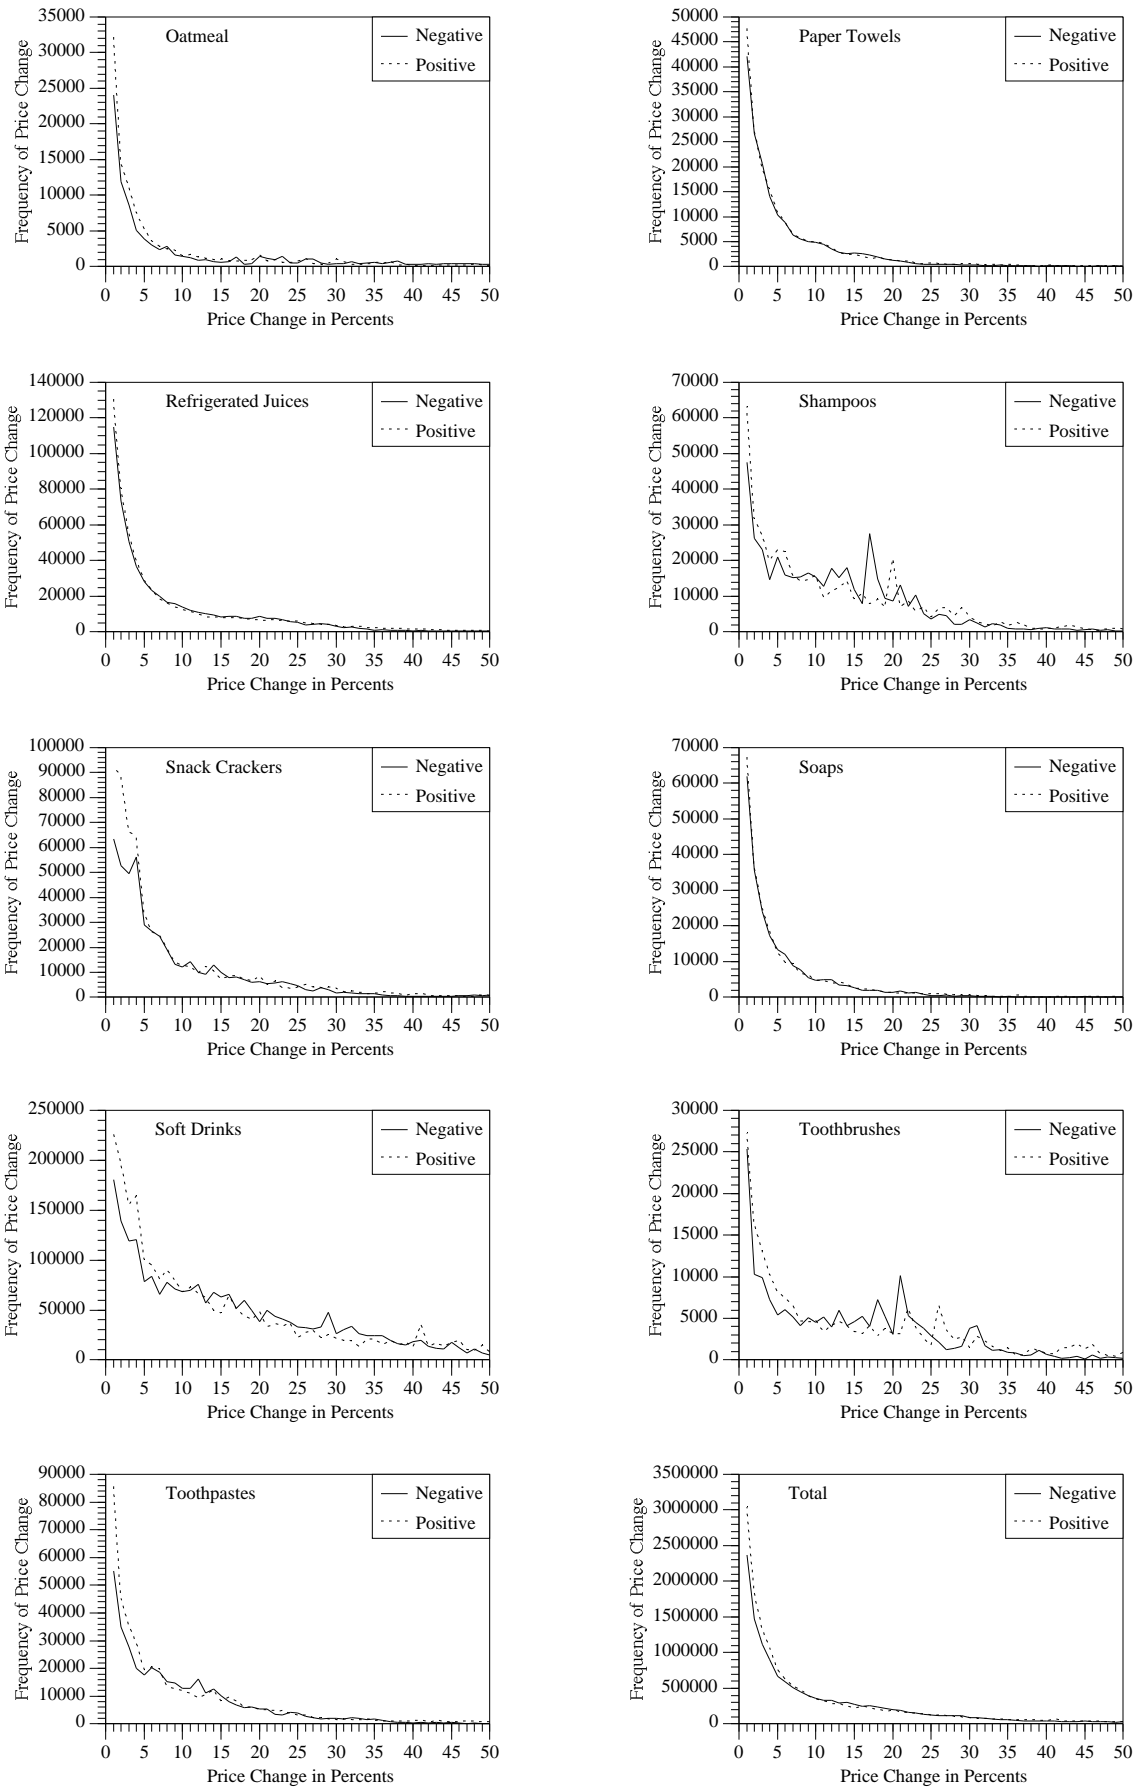 Oatmeal
Negative
Positive
Frequency of Price Change
35000
30000
25000
20000
15000
10000
5000
0
0 5 10 15 20 25 30 35 40 45 50
Price Change in Percents
Paper Towels
Negative
Positive
Frequency of Price Change
50000
45000
40000
35000
30000
25000
20000
15000
10000
5000
0
0 5 10 15 20 25 30 35 40 45 50
Price Change in Percents
Refrigerated Juices
Negative
Positive
Frequency of Price Change
140000
120000
100000
80000
60000
40000
20000
0
0 5 10 15 20 25 30 35 40 45 50
Price Change in Percents
Shampoos
Negative
Positive
Frequency of Price Change
70000
60000
50000
40000
30000
20000
10000
0
0 5 10 15 20 25 30 35 40 45 50
Price Change in Percents
Snack Crackers
Negative
Positive
Frequency of Price Change
100000
90000
80000
70000
60000
50000
40000
30000
20000
10000
0
0 5 10 15 20 25 30 35 40 45 50
Price Change in Percents
Soaps
Negative
Positive
Frequency of Price Change
70000
60000
50000
40000
30000
20000
10000
0
0 5 10 15 20 25 30 35 40 45 50
Price Change in Percents
Soft Drinks
Negative
Positive
Frequency of Price Change
250000
200000
150000
100000
50000
0
0 5 10 15 20 25 30 35 40 45 50
Price Change in Percents
Toothbrushes
Negative
Positive
Frequency of Price Change
30000
25000
20000
15000
10000
5000
0
0 5 10 15 20 25 30 35 40 45 50
Price Change in Percents
Toothpastes
Negative
Positive
Frequency of Price Change
90000
80000
70000
60000
50000
40000
30000
20000
10000
0
0 5 10 15 20 25 30 35 40 45 50
Price Change in Percents
Total
Negative
Positive
Frequency of Price Change
3500000
3000000
2500000
2000000
1500000
1000000
500000
0
0 5 10 15 20 25 30 35 40 45 50
Price Change in Percents